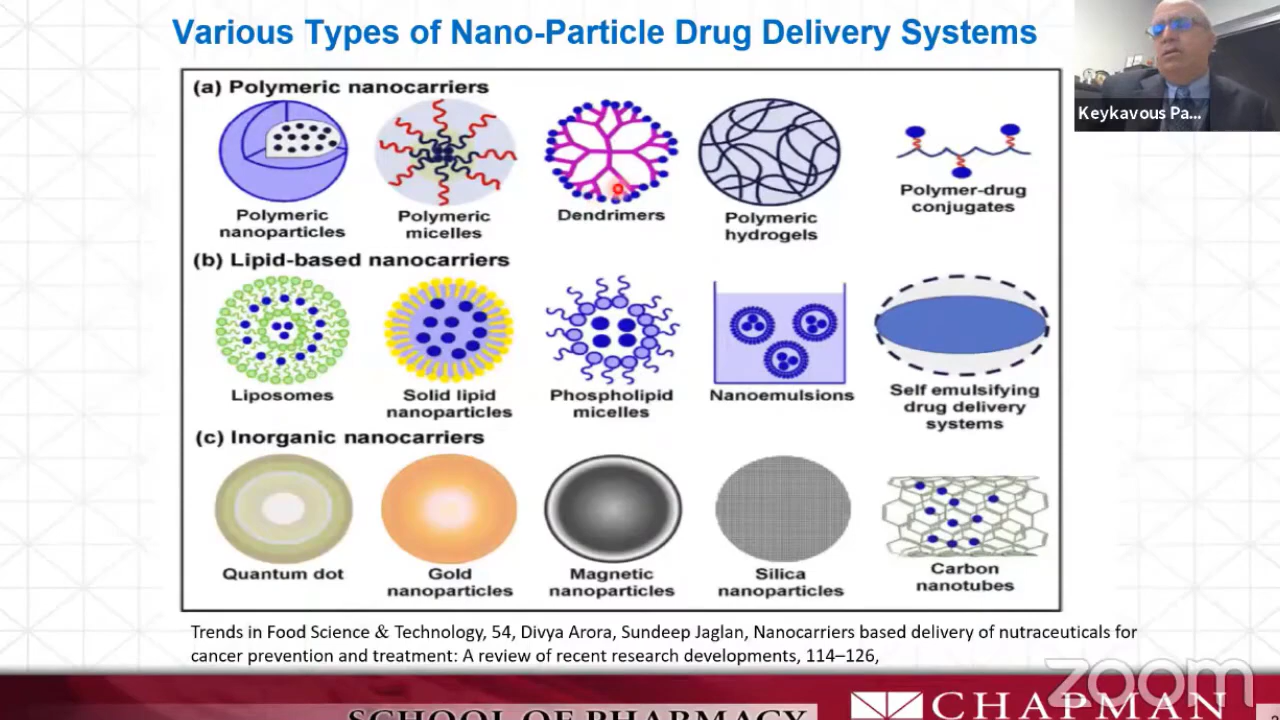 Various Types of Nano-Particle Drug Delivery Systems
Keykavous Pa...
(a) Polymeric nanocarriers
Polymeric
nanoparticles
Polymeric
micelles
Dendrimers
Polymeric
hydrogels
Polymer-drug
conjugates
(b) Lipid-based nanocarriers
Liposomes
Solid lipid
nanoparticles
Phospholipid
micelles
Nanoemulsions
Self emulsifying
drug delivery
systems
(c) Inorganic nanocarriers
Quantum dot
Gold
nanoparticles
Magnetic
nanoparticles
Silica
nanoparticles
Carbon
nanotubes
Trends in Food Science & Technology, 54, Divya Arora, Sundeep Jaglan, Nanocarriers based delivery of nutraceuticals for
cancer prevention and treatment: A review of recent research developments, 114–126,
zoom
SCHOOL OF PHARMACY
CHAPMAN